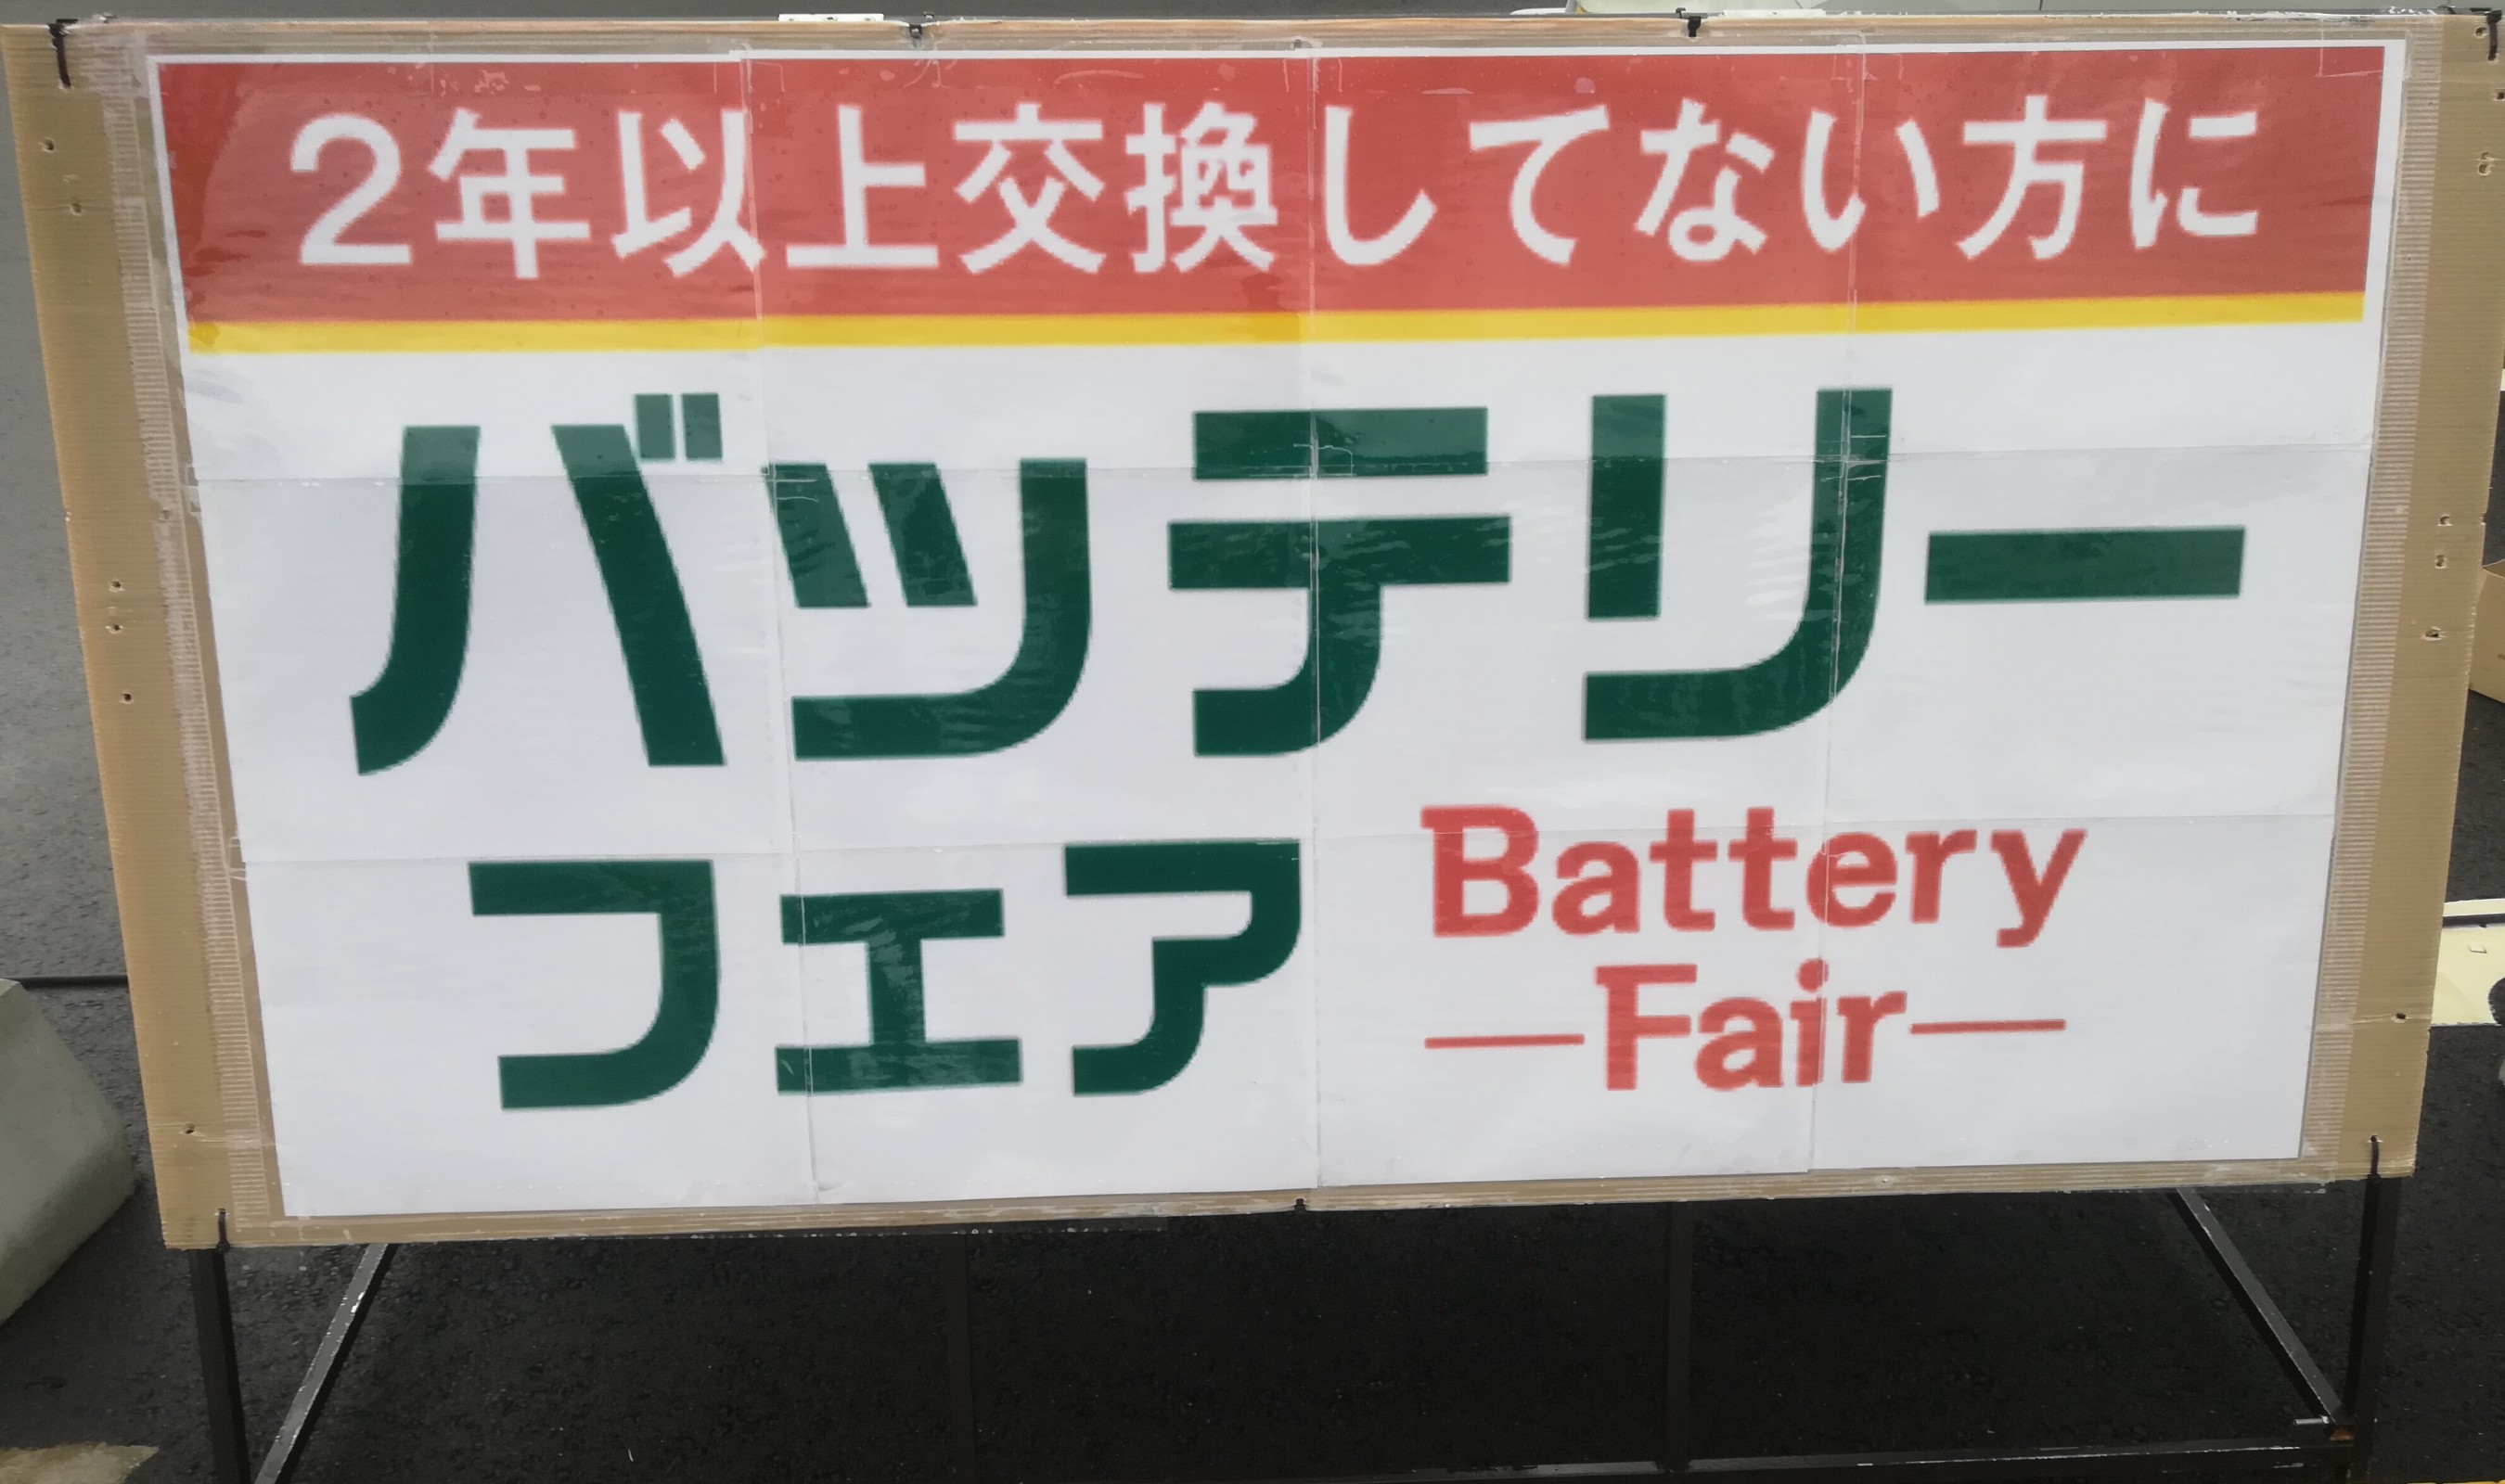 2年以上交換してない方に
バッテリー
フェア
Battery
—Fair—